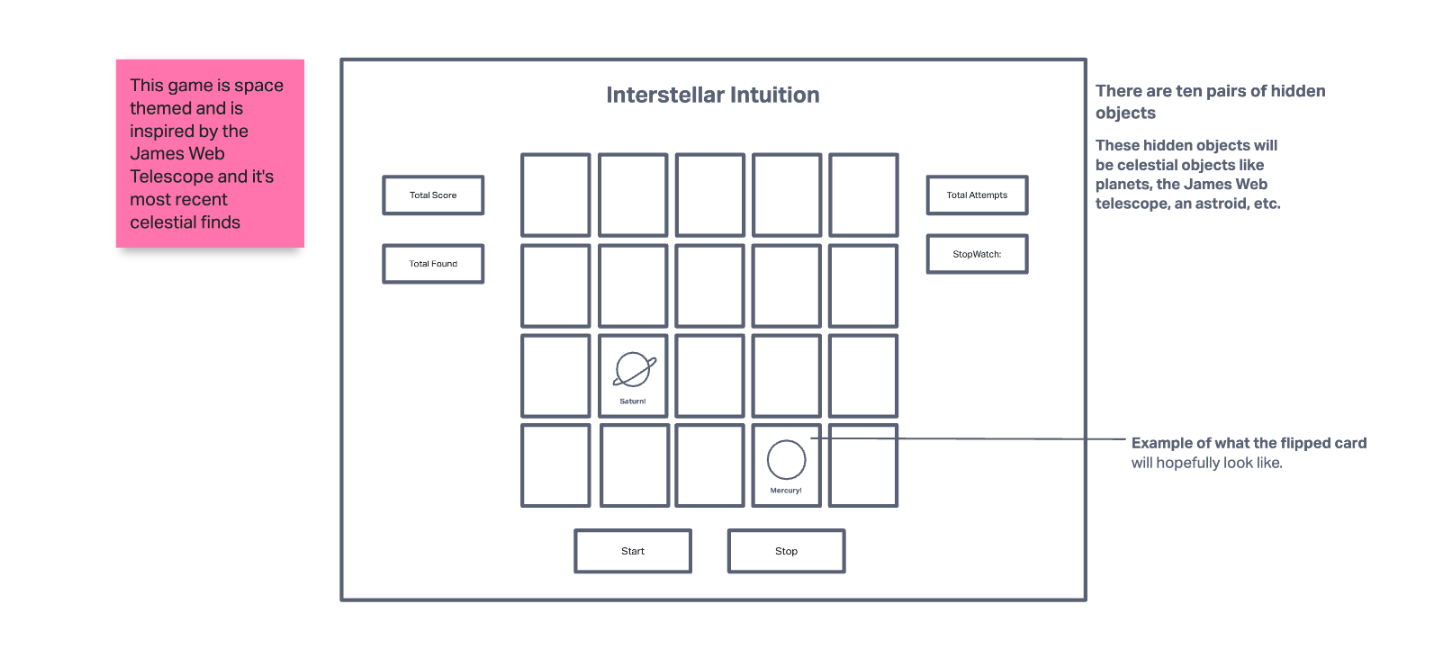 This game is space
themed and is
inspired by the
James Web
Telescope and it's
most recent
celestial finds
Interstellar Intuition
Total Score
Total Found
Total Attempts
StopWatch:
Saturn!
Mercury!
Start
Stop
There are ten pairs of hidden
objects
These hidden objects will
be celestial objects like
planets, the James Web
telescope, an astroid, etc.
Example of what the flipped card
will hopefully look like.